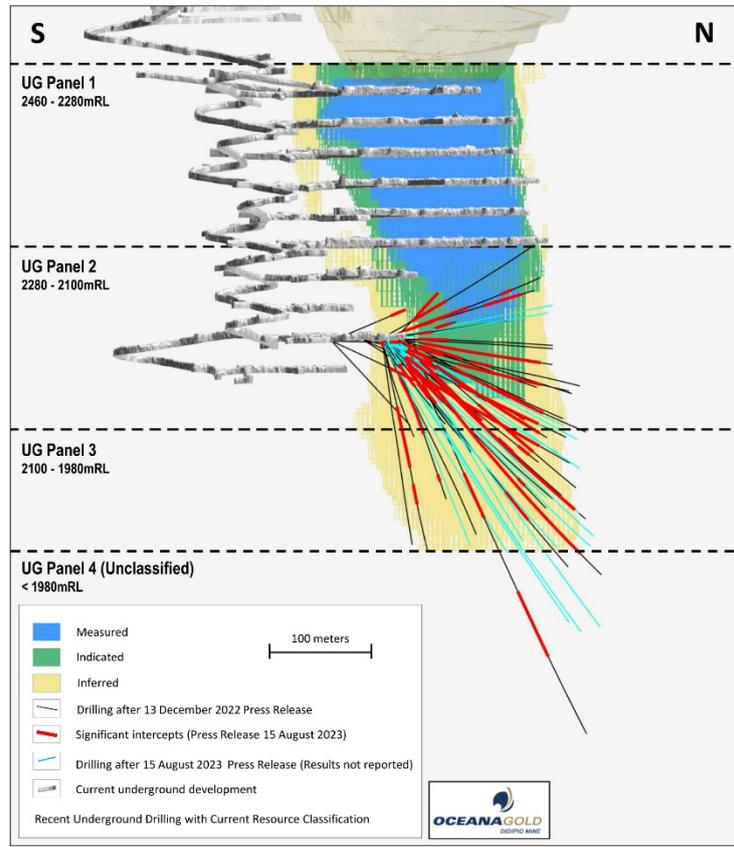 S
N
UG Panel 1
2460 - 2280mRL
UG Panel 2
2280 - 2100mRL
UG Panel 3
2100 - 1980mRL
UG Panel 4 (Unclassified)
< 1980mRL
Measured
100 meters
Indicated
Inferred
Drilling after 13 December 2022 Press Release
Significant intercepts (Press Release 15 August 2023)
Drilling after 15 August 2023 Press Release (Results not reported)
Current underground development
Recent Underground Drilling with Current Resource Classification
OCEANAGOLD
DIDIPIO MINE